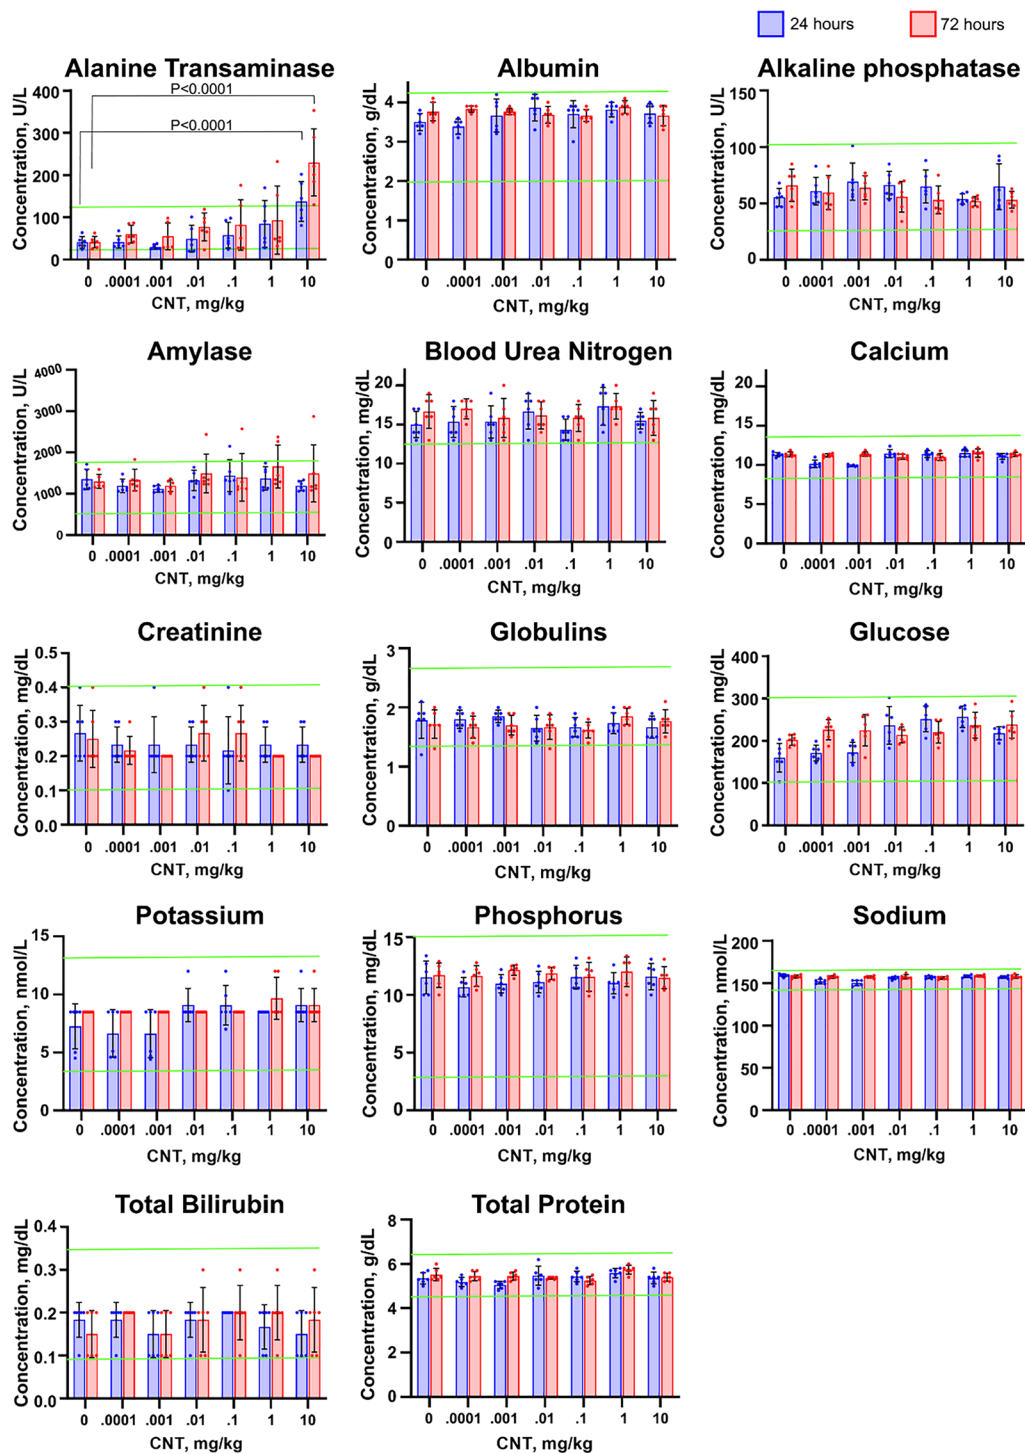 24 hours
72 hours
Alanine Transaminase
Concentration, U/L
400
300
200
100
0
P<0.0001
P<0.0001
0 .0001 .001 .01 .1 1 10
CNT, mg/kg
Albumin
Concentration, g/dL
4
3
2
1
0
0 .0001 .001 .01 .1 1 10
CNT, mg/kg
Alkaline phosphatase
Concentration, U/L
150
100
50
0
0 .0001 .001 .01 .1 1 10
CNT, mg/kg
Amylase
Concentration, U/L
4000
3000
2000
1000
0
0 .0001 .001 .01 .1 1 10
CNT, mg/kg
Blood Urea Nitrogen
Concentration, mg/dL
20
15
10
5
0
0 .0001 .001 .01 .1 1 10
CNT, mg/kg
Calcium
Concentration, mg/dL
20
15
10
5
0
0 .0001 .001 .01 .1 1 10
CNT, mg/kg
Creatinine
Concentration, mg/dL
0.5
0.4
0.3
0.2
0.1
0.0
0 .0001 .001 .01 .1 1 10
CNT, mg/kg
Globulins
Concentration, g/dL
3
2
1
0
0 .0001 .001 .01 .1 1 10
CNT, mg/kg
Glucose
Concentration, mg/dL
400
300
200
100
0
0 .0001 .001 .01 .1 1 10
CNT, mg/kg
Potassium
Concentration, nmol/L
15
10
5
0
0 .0001 .001 .01 .1 1 10
CNT, mg/kg
Phosphorus
Concentration, mg/dL
15
10
5
0
0 .0001 .001 .01 .1 1 10
CNT, mg/kg
Sodium
Concentration, nmol/L
200
150
100
50
0
0 .0001 .001 .01 .1 1 10
CNT, mg/kg
Total Bilirubin
Concentration, mg/dL
0.4
0.3
0.2
0.1
0.0
0 .0001 .001 .01 .1 1 10
CNT, mg/kg
Total Protein
Concentration, g/dL
8
6
4
2
0
0 .0001 .001 .01 .1 1 10
CNT, mg/kg